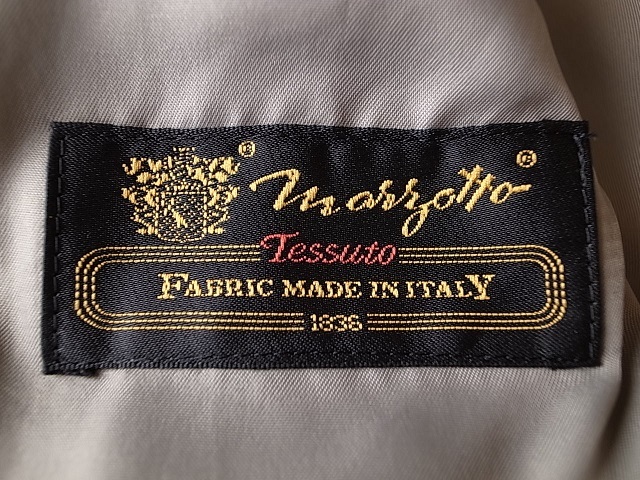 Marzotto
Tessuto
FABRIC MADE IN ITALY
1836